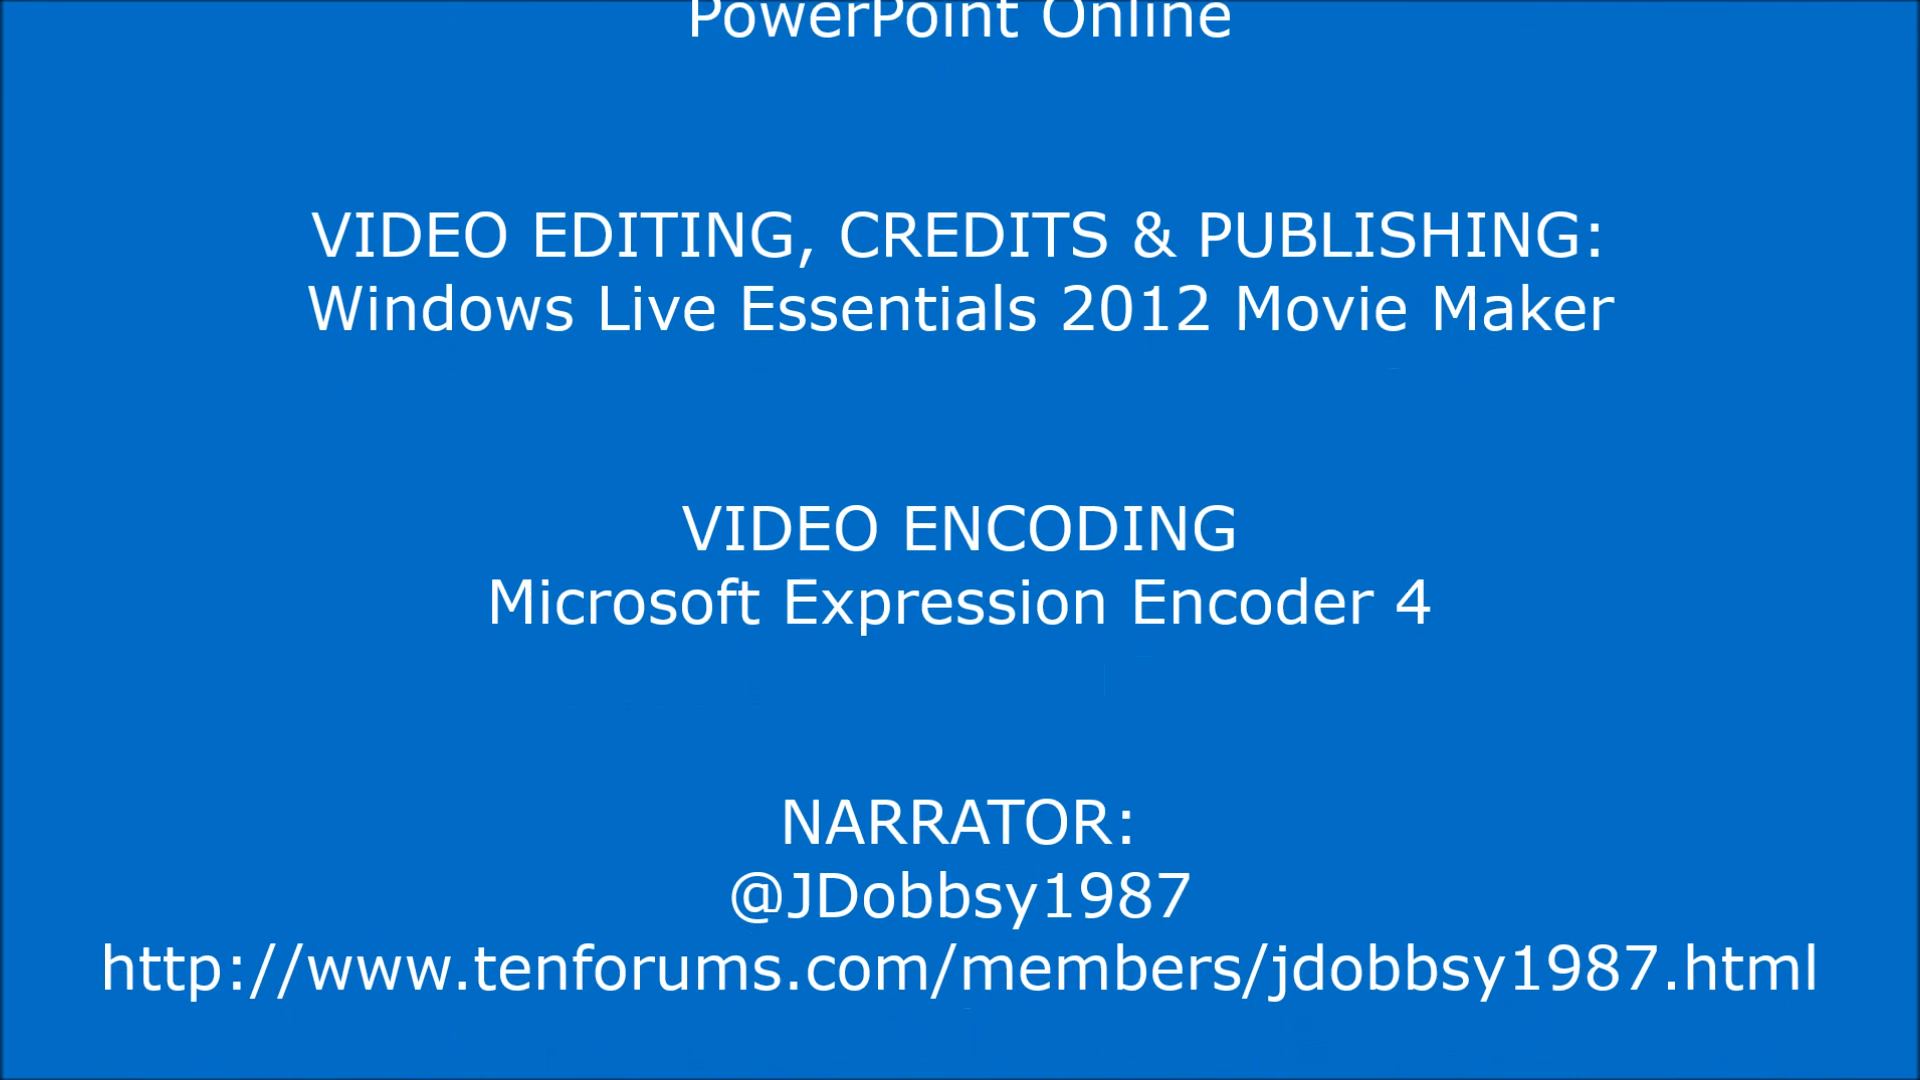 PowerPoint Online
VIDEO EDITING, CREDITS & PUBLISHING:
Windows Live Essentials 2012 Movie Maker
VIDEO ENCODING
Microsoft Expression Encoder 4
NARRATOR:
@JDobbsy1987
http://www.tenforums.com/members/jdobbsy1987.html